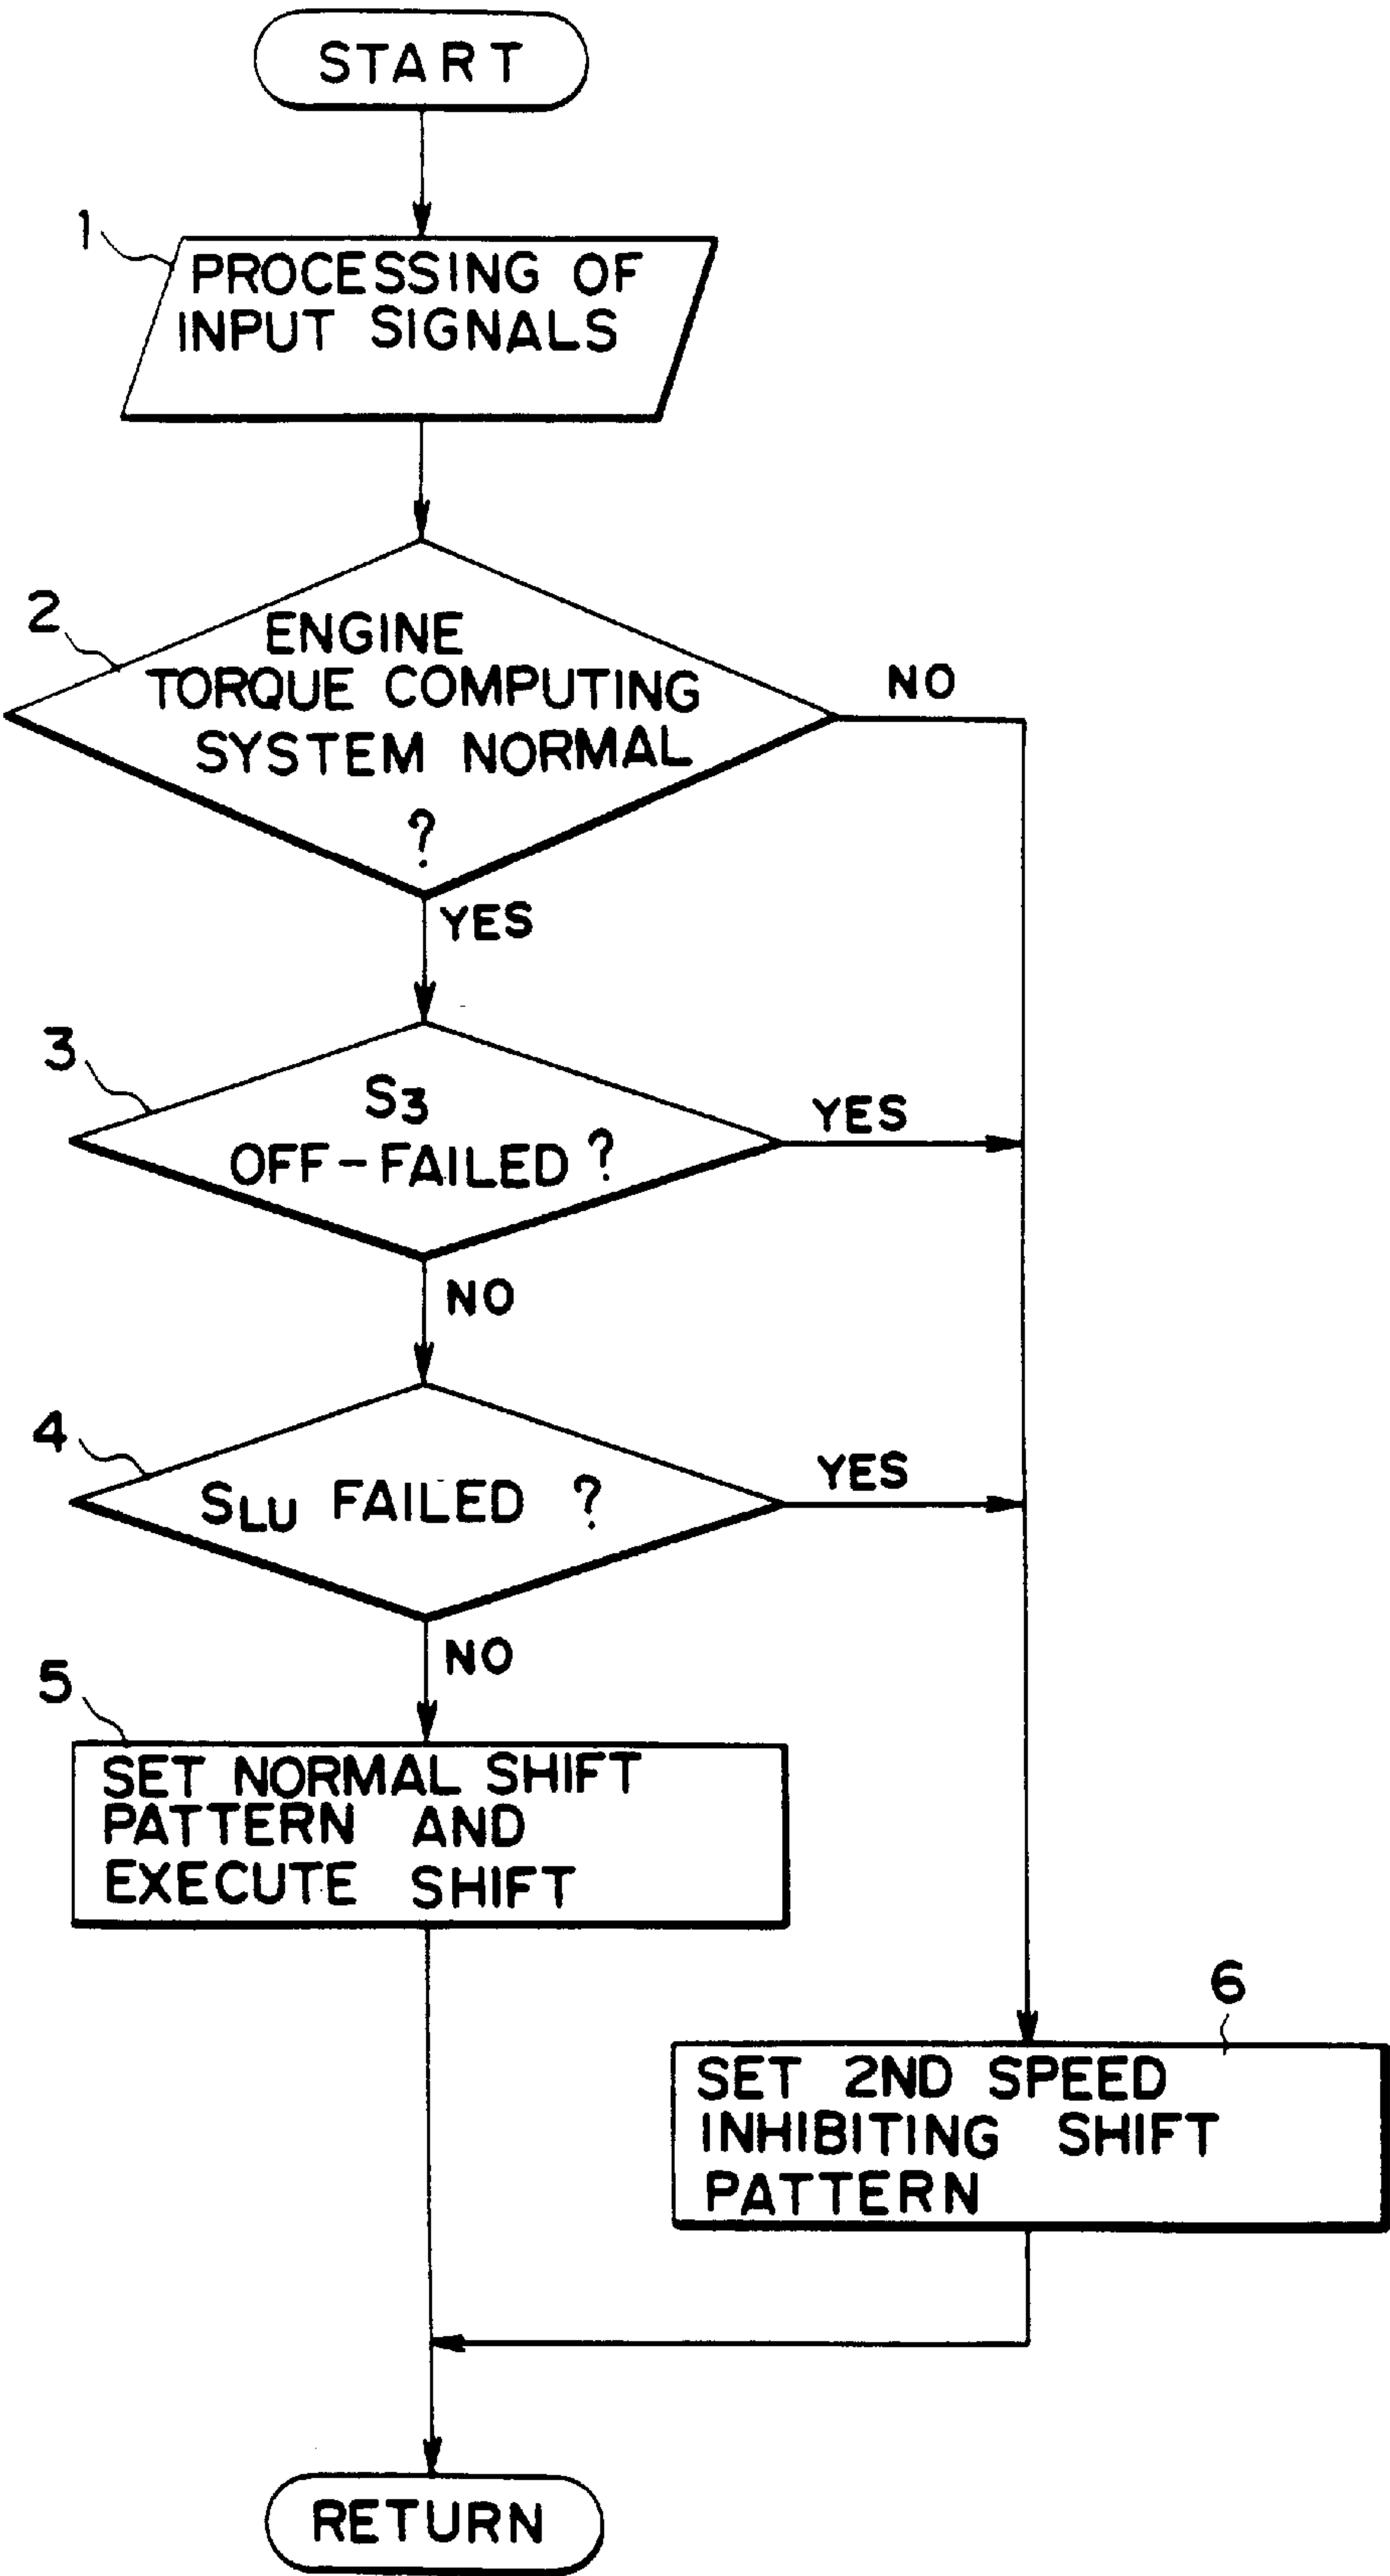 START
1
PROCESSING OF
INPUT SIGNALS
2
ENGINE
TORQUE COMPUTING
SYSTEM NORMAL
?
NO
YES
3
S3
OFF-FAILED ?
YES
NO
4
SLU FAILED ?
YES
NO
5
SET NORMAL SHIFT
PATTERN AND
EXECUTE SHIFT
6
SET 2ND SPEED
INHIBITING SHIFT
PATTERN
RETURN